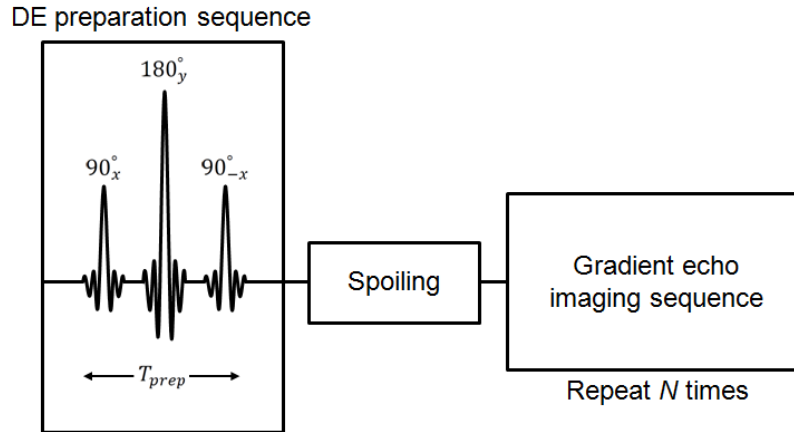 DE preparation sequence
180°y
90°x
90°-x
Tprep
Spoiling
Gradient echo
imaging sequence
Repeat N times